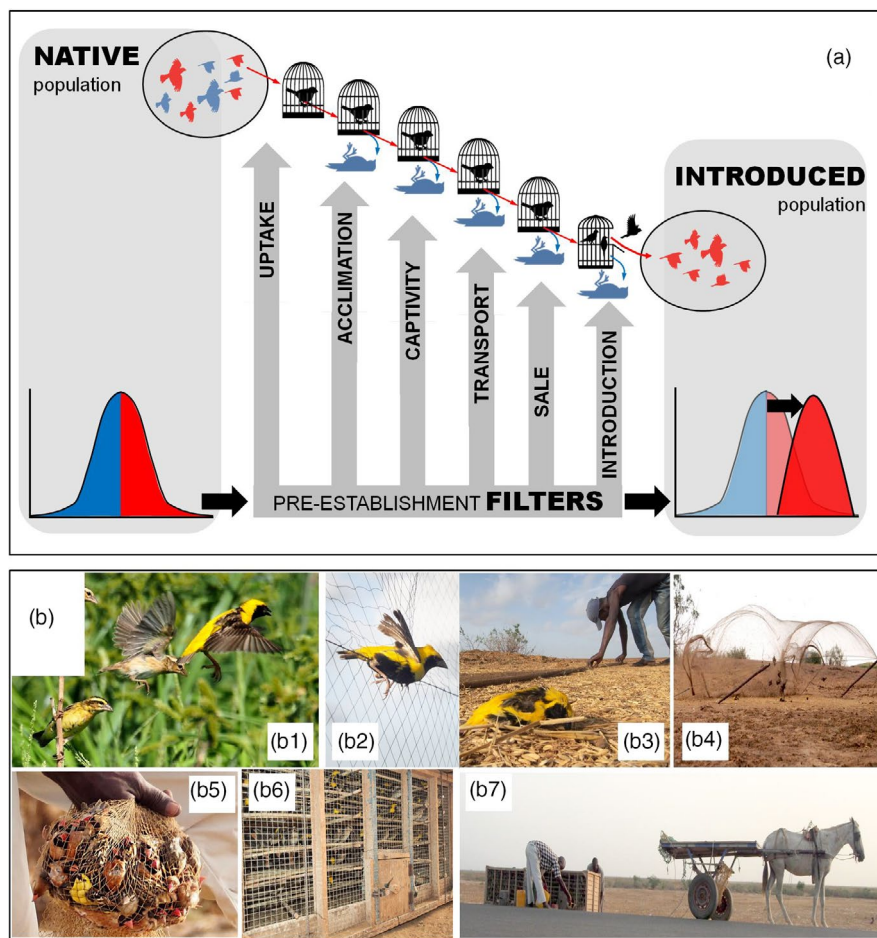 NATIVE
population
(a)
INTRODUCED
population
UPTAKE
ACCLIMATION
CAPTIVITY
TRANSPORT
SALE
INTRODUCTION
PRE-ESTABLISHMENT FILTERS
(b)
(b1)
(b2)
(b3)
(b4)
(b5)
(b6)
(b7)